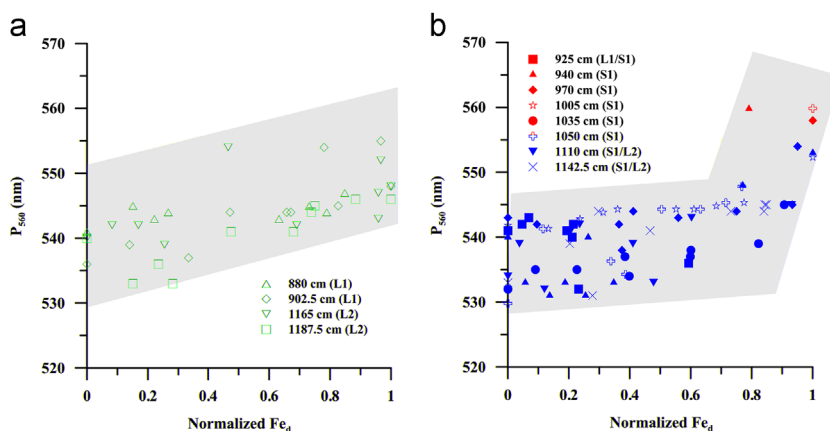 a
570
560
550
540
530
520
P560 (nm)
0 0.2 0.4 0.6 0.8 1
Normalized Fed
880 cm (L1)
902.5 cm (L1)
1165 cm (L2)
1187.5 cm (L2)
b
570
560
550
540
530
520
P560 (nm)
0 0.2 0.4 0.6 0.8 1
Normalized Fed
925 cm (L1/S1)
940 cm (S1)
970 cm (S1)
1005 cm (S1)
1035 cm (S1)
1050 cm (S1)
1110 cm (S1/L2)
1142.5 cm (S1/L2)